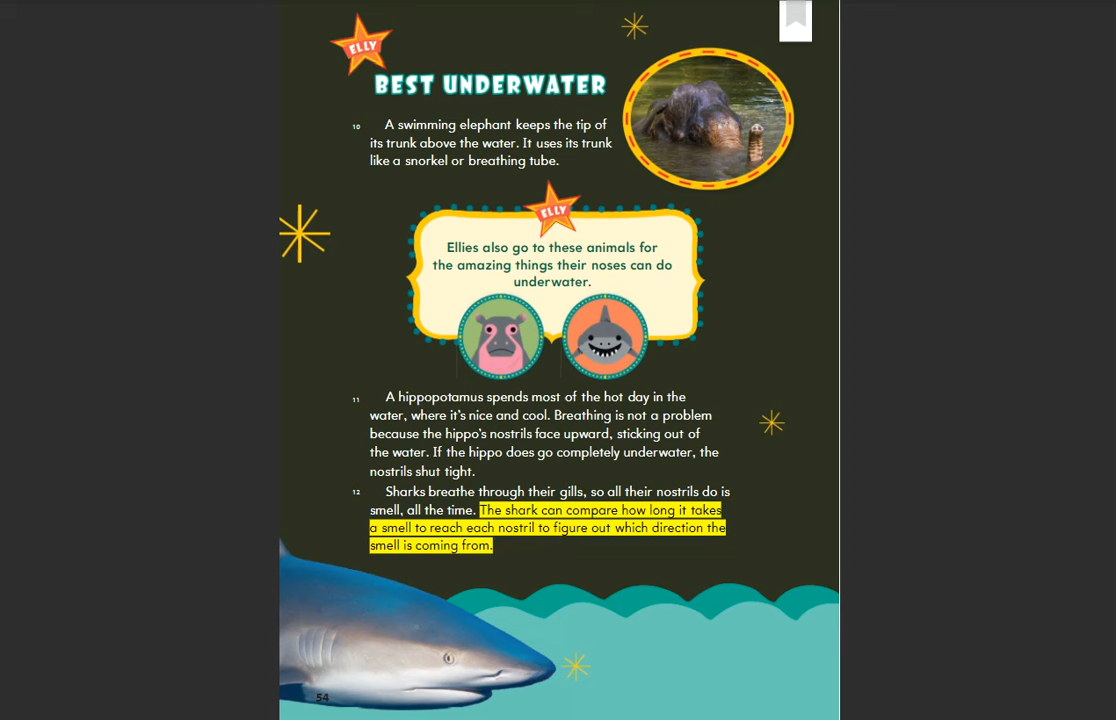 ELLY
BEST UNDERWATER
10 A swimming elephant keeps the tip of
its trunk above the water. It uses its trunk
like a snorkel or breathing tube.
ELLY
Ellies also go to these animals for
the amazing things their noses can do
underwater.
11 A hippopotamus spends most of the hot day in the
water, where it's nice and cool. Breathing is not a problem
because the hippo's nostrils face upward, sticking out of
the water. If the hippo does go completely underwater, the
nostrils shut tight.
12 Sharks breathe through their gills, so all their nostrils do is
smell, all the time. The shark can compare how long it takes
a smell to reach each nostril to figure out which direction the
smell is coming from.
54